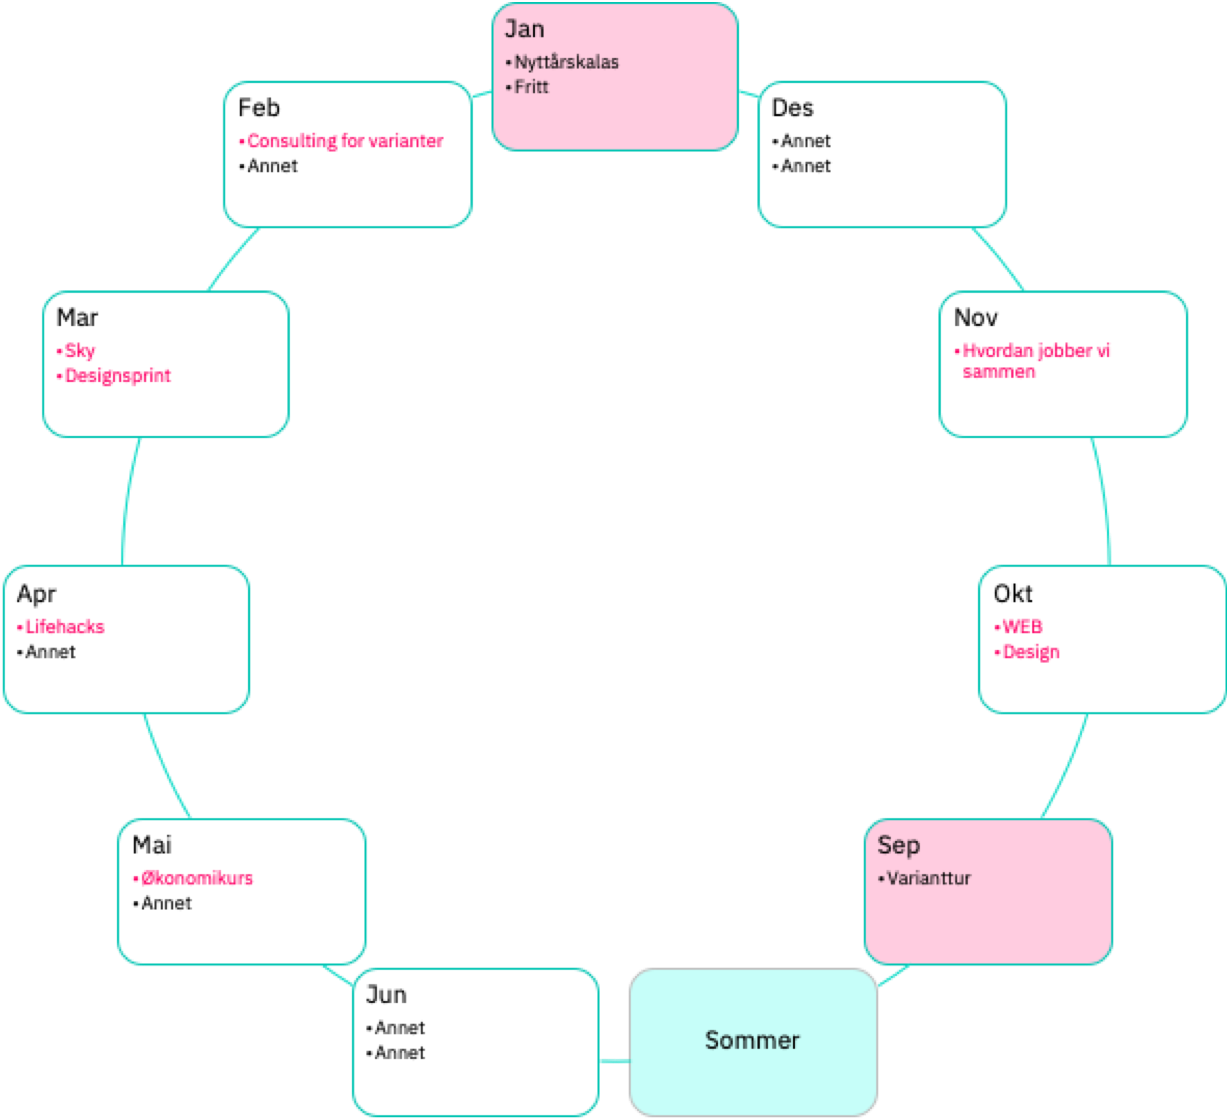 Jan
•Nyttårskalas
•Fritt
Feb
•Consulting for varianter
•Annet
Des
•Annet
•Annet
Mar
•Sky
•Designsprint
Nov
•Hvordan jobber vi
sammen
Apr
•Lifehacks
•Annet
Okt
•WEB
•Design
Mai
•Økonomikurs
•Annet
Sep
•Varianttur
Jun
•Annet
•Annet
Sommer